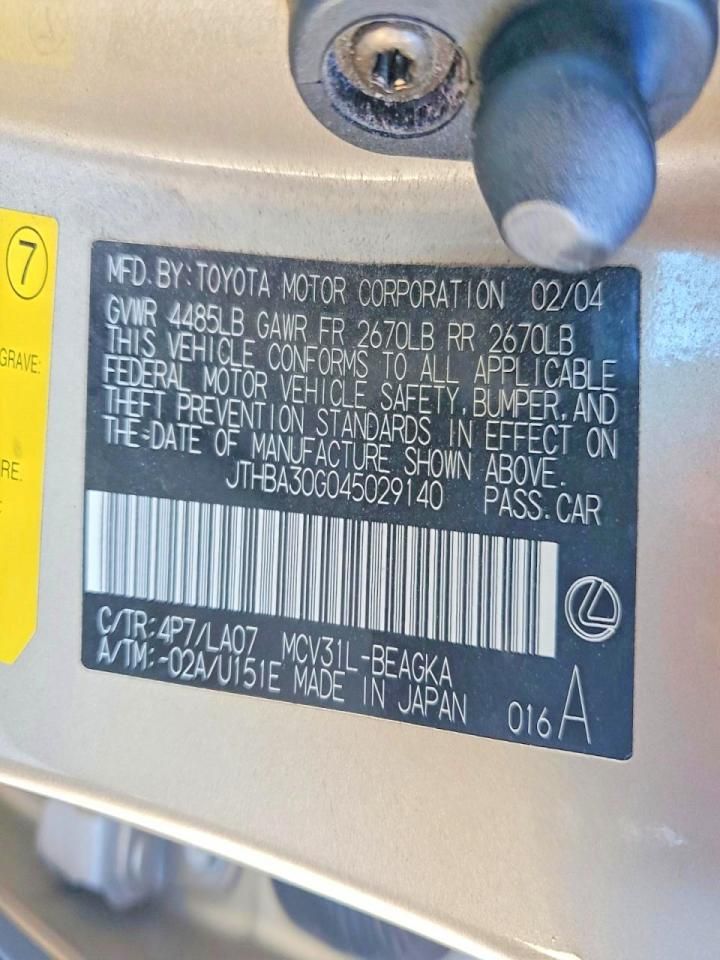 7
GRAVE:
RE.
:
MFD. BY: TOYOTA MOTOR CORPORATION 02/04
GVWR 4485LB GAWR FR 2670LB RR 2670LB
THIS VEHICLE CONFORMS TO ALL APPLICABLE
FEDERAL MOTOR VEHICLE SAFETY, BUMPER, AND
THEFT PREVENTION STANDARDS IN EFFECT ON
THE DATE OF MANUFACTURE SHOWN ABOVE.
JTHBA30G045029140 PASS. CAR
C/TR: 4P7/LA07 MCV31L-BEAGKA
A/TM: -02A/U151E MADE IN JAPAN
016 A